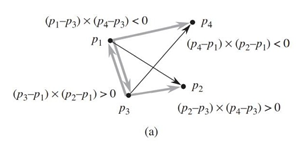 (p₁–p₃) × (p₄–p₃) < 0
p₄
p₁
(p₄–p₁) × (p₂–p₁) < 0
p₂
(p₃–p₁) × (p₂–p₁) > 0
p₃
(p₂–p₃) × (p₄–p₃) > 0
(a)